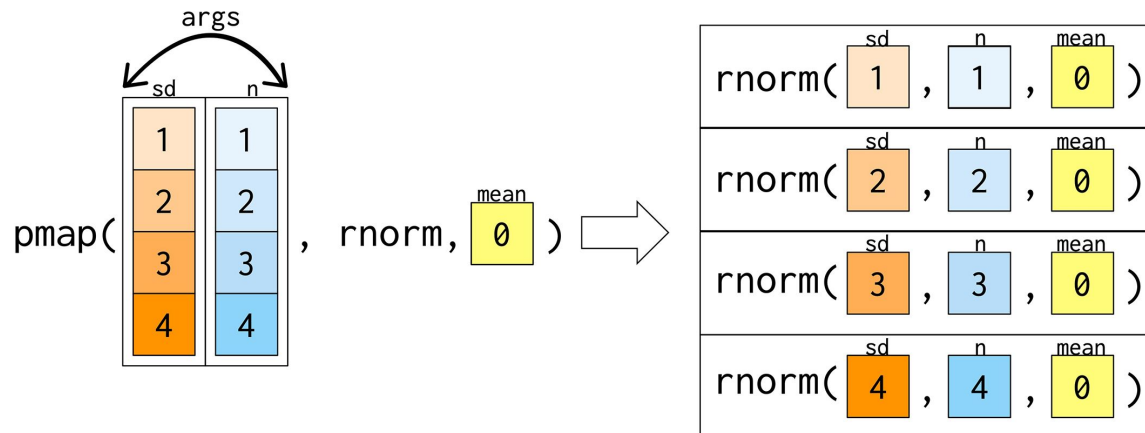 args
sd n
1 1
2 2
3 3
4 4
pmap( , rnorm, mean 0 )
sd n mean
rnorm( 1 , 1 , 0 )
sd n mean
rnorm( 2 , 2 , 0 )
sd n mean
rnorm( 3 , 3 , 0 )
sd n mean
rnorm( 4 , 4 , 0 )